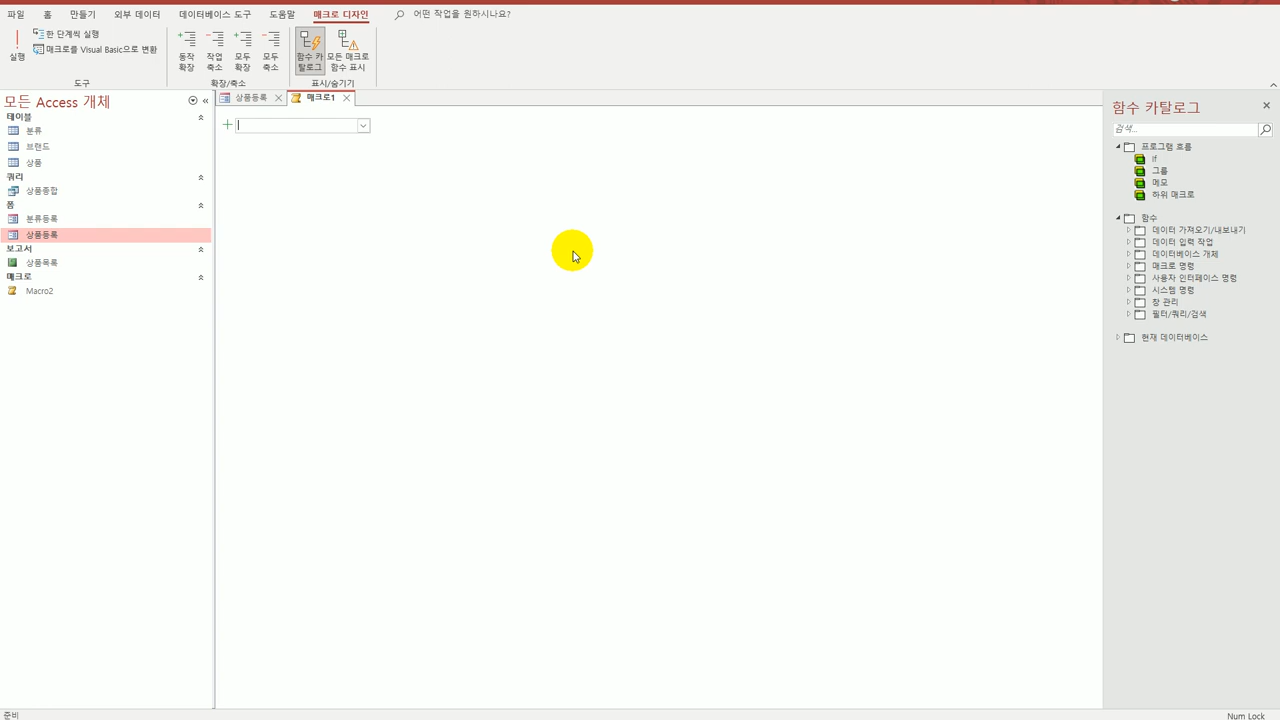 파일 홈 만들기 외부 데이터 데이터베이스 도구 도움말 매크로 디자인 어떤 작업을 원하시나요?
실행
한 단계씩 실행
매크로를 Visual Basic으로 변환
도구
동작 확장
작업 축소
모두 확장
모두 축소
확장/축소
함수 카탈로그
모든 매크로 함수 표시
표시/숨기기
모든 Access 개체
테이블
분류
브랜드
상품
쿼리
상품종합
폼
분류등록
상품등록
보고서
상품목록
매크로
Macro2
상품등록 매크로1
함수 카탈로그
검색...
프로그램 흐름
If
그룹
메모
하위 매크로
함수
데이터 가져오기/내보내기
데이터 입력 작업
데이터베이스 개체
매크로 명령
사용자 인터페이스 명령
시스템 명령
창 관리
필터/쿼리/검색
현재 데이터베이스
준비
Num Lock